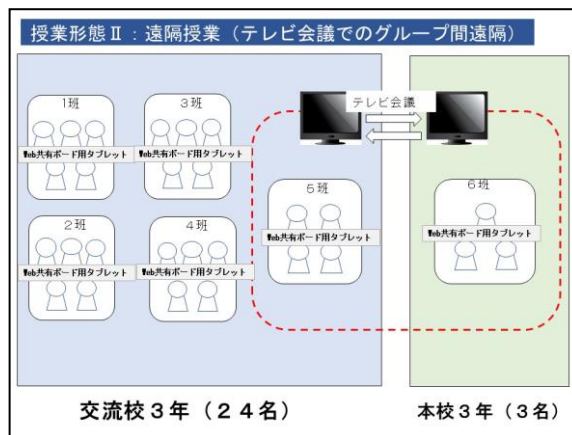 授業形態Ⅱ：遠隔授業（テレビ会議でのグループ間遠隔）
テレビ会議
1班
Web共有ボード用タブレット
3班
Web共有ボード用タブレット
5班
Web共有ボード用タブレット
6班
Web共有ボード用タブレット
2班
Web共有ボード用タブレット
4班
Web共有ボード用タブレット
交流校３年（２４名）
本校３年（３名）